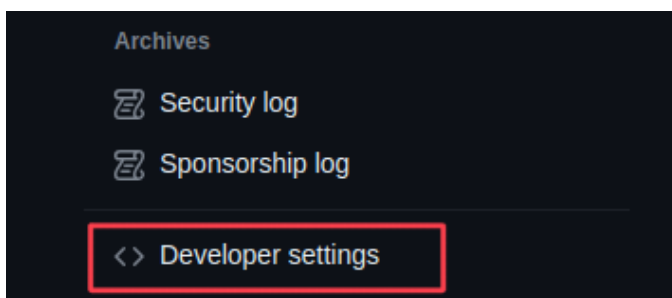 Archives
Security log
Sponsorship log
Developer settings